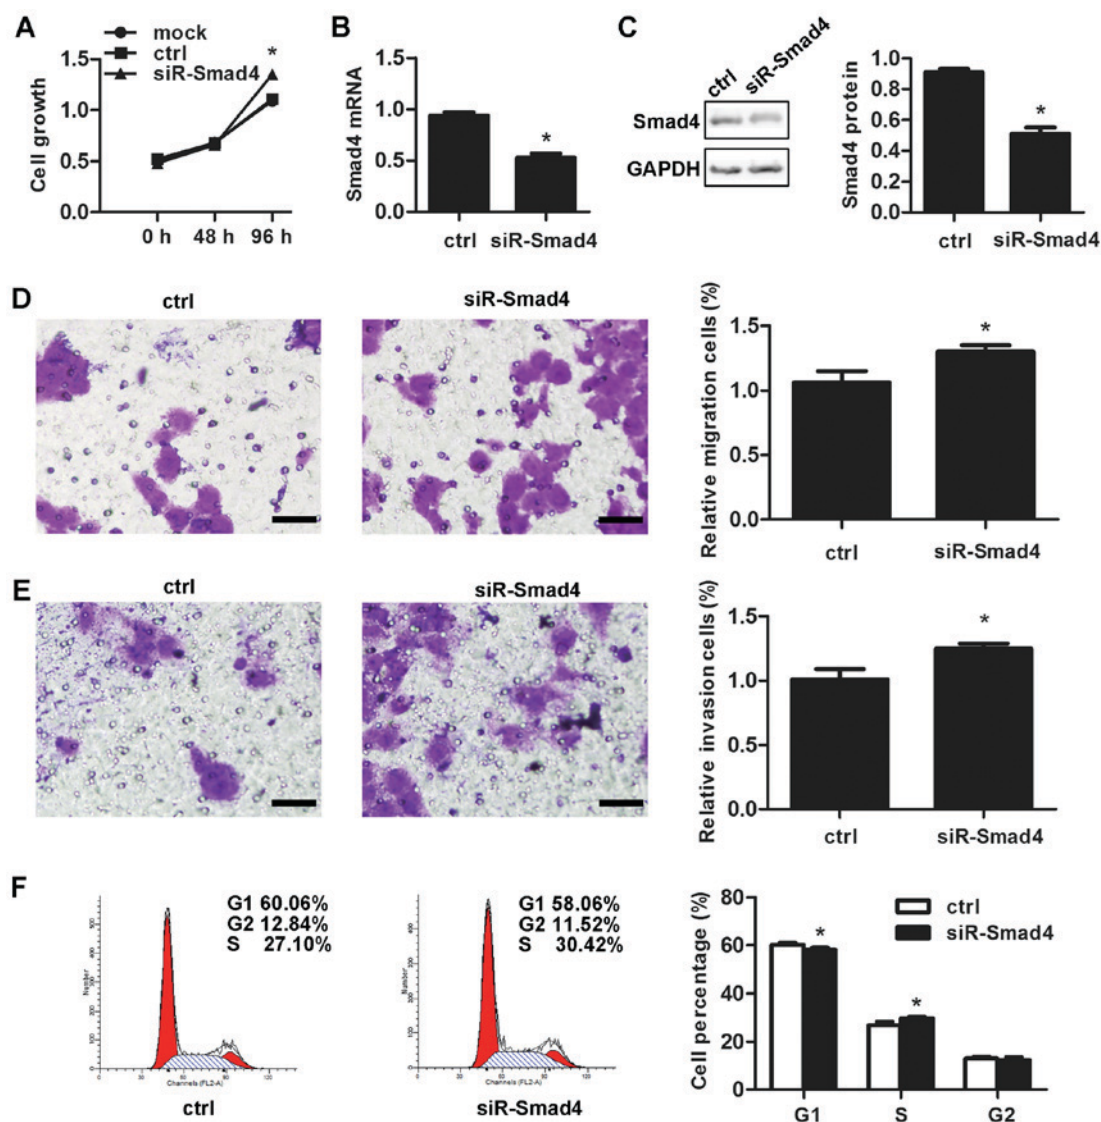 A
mock
ctrl
siR-Smad4
*
Cell growth
1.5
1.0
0.5
0.0
0 h 48 h 96 h
B
Smad4 mRNA
1.5
1.0
0.5
0.0
*
ctrl siR-Smad4
C
ctrl siR-Smad4
Smad4
GAPDH
Smad4 protein
1.0
0.8
0.6
0.4
0.2
0.0
*
ctrl siR-Smad4
D
ctrl
siR-Smad4
Relative migration cells (%)
1.5
1.0
0.5
0.0
*
ctrl siR-Smad4
E
ctrl
siR-Smad4
Relative invasion cells (%)
1.5
1.0
0.5
0.0
*
ctrl siR-Smad4
F
G1 60.06%
G2 12.84%
S 27.10%
Number
Channels (FL2-A)
ctrl
G1 58.06%
G2 11.52%
S 30.42%
Number
Channels (FL2-A)
siR-Smad4
Cell percentage (%)
80
60
40
20
0
ctrl
siR-Smad4
*
*
G1 S G2